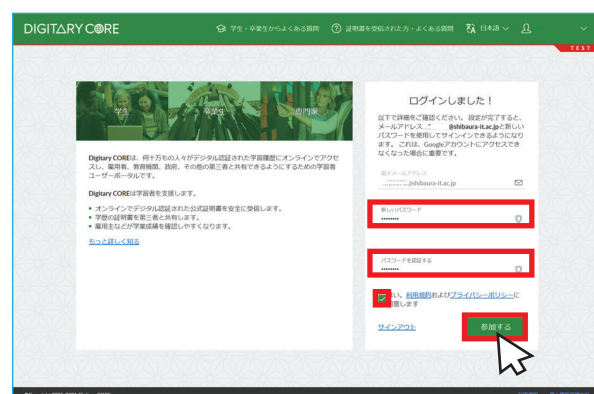 DIGITARY CORE
学生・卒業生からよくある質問
証明書を受信された方・よくある質問
日本語
TEST
学生
卒業生
専門家
Digitary COREは、何十万もの人々がデジタル認証された学習履歴にオンラインでアクセ
スし、雇用者、教育機関、政府、その他の第三者と共有できるようにするための学習者
ユーザーポータルです。
Digitary COREは学習者を支援します。
オンラインでデジタル認証された公式証明書を安全に受信します。
学歴の証明書を第三者と共有します。
雇用主などが学業成績を確認しやすくなります。
もっと詳しく知る
ログインしました！
以下で詳細をご確認ください。 設定が完了すると、
メールアドレス @shibaura-it.ac.jpと新しい
パスワードを使用してサインインできるようになり
ます。 これは、Googleアカウントにアクセスでき
なくなった場合に重要です。
電子メールアドレス
@shibaura-it.ac.jp
新しいパスワード
••••••••
パスワードを認証する
••••••••
い。利用規約およびプライバシーポリシーに
同意します
サインアウト
参加する